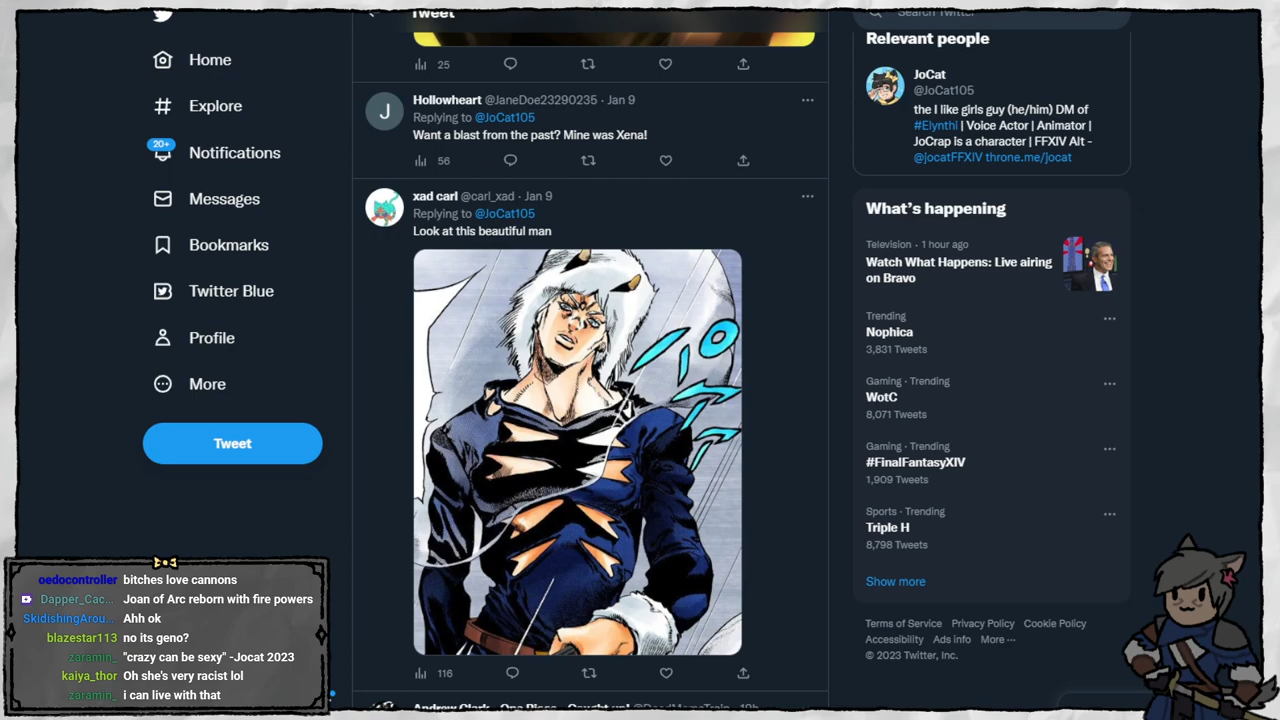 Home
Explore
20+
Notifications
Messages
Bookmarks
Twitter Blue
Profile
More
Tweet
Tweet
25
J
Hollowheart @JaneDoe23290235 · Jan 9
Replying to @JoCat105
Want a blast from the past? Mine was Xena!
56
xad carl @carl_xad · Jan 9
Replying to @JoCat105
Look at this beautiful man
116
Search Twitter
Relevant people
JoCat
@JoCat105
the I like girls guy (he/him) DM of
#Elynthi | Voice Actor | Animator |
JoCrap is a character | FFXIV Alt -
@jocatFFXIV throne.me/jocat
What's happening
Television · 1 hour ago
Watch What Happens: Live airing
on Bravo
Trending
Nophica
3,831 Tweets
Gaming · Trending
WotC
8,071 Tweets
Gaming · Trending
#FinalFantasyXIV
1,909 Tweets
Sports · Trending
Triple H
8,798 Tweets
Show more
Terms of Service Privacy Policy Cookie Policy
Accessibility Ads info More ...
© 2023 Twitter, Inc.
oedocontroller bitches love cannons
Dapper_Cac... Joan of Arc reborn with fire powers
SkidishingArou... Ahh ok
blazestar113 no its geno?
zaramin_ "crazy can be sexy" -Jocat 2023
kaiya_thor Oh she's very racist lol
zaramin_ i can live with that